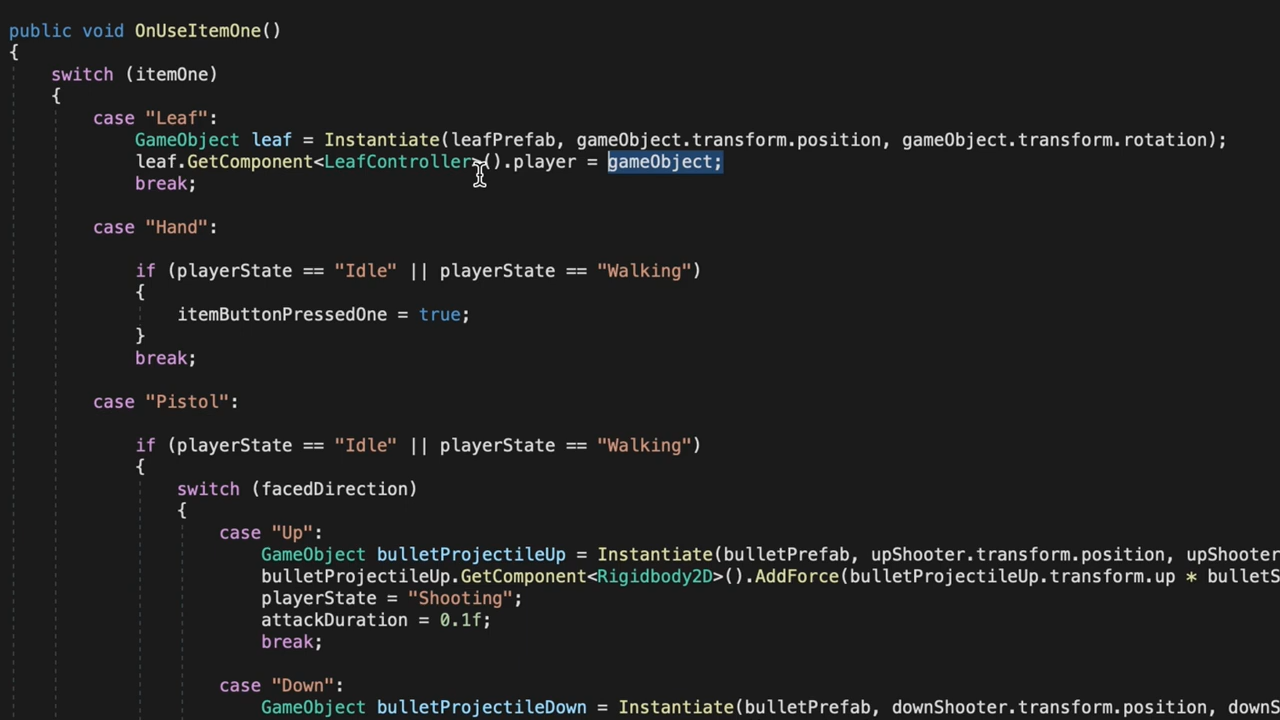 public void OnUseItemOne()
{
switch (itemOne)
{
case "Leaf":
GameObject leaf = Instantiate(leafPrefab, gameObject.transform.position, gameObject.transform.rotation);
leaf.GetComponent<LeafController>().player = gameObject;
break;
case "Hand":
if (playerState == "Idle" || playerState == "Walking")
{
itemButtonPressedOne = true;
}
break;
case "Pistol":
if (playerState == "Idle" || playerState == "Walking")
{
switch (facedDirection)
{
case "Up":
GameObject bulletProjectileUp = Instantiate(bulletPrefab, upShooter.transform.position, upShooter
bulletProjectileUp.GetComponent<Rigidbody2D>().AddForce(bulletProjectileUp.transform.up * bulletS
playerState = "Shooting";
attackDuration = 0.1f;
break;
case "Down":
GameObject bulletProjectileDown = Instantiate(bulletPrefab, downShooter.transform.position, downS